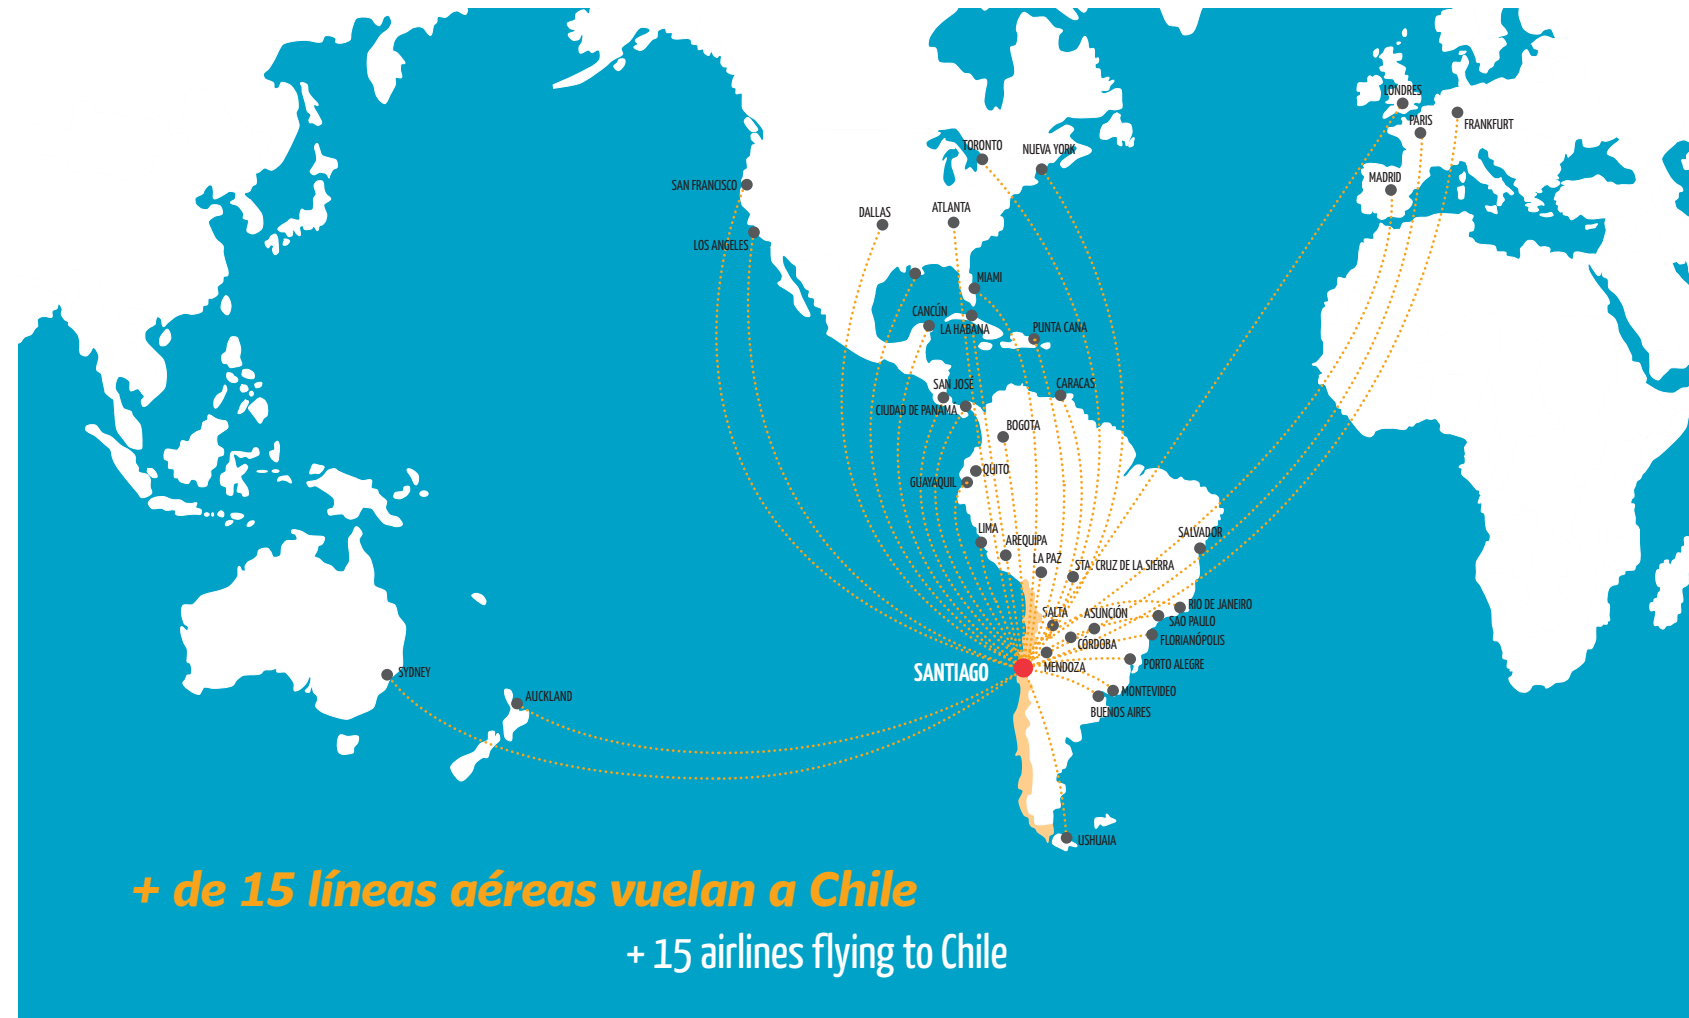 LONDRES
PARIS
FRANKFURT
TORONTO
NUEVA YORK
MADRID
SAN FRANCISCO
DALLAS
ATLANTA
LOS ANGELES
MIAMI
CANCÚN
LA HABANA
PUNTA CANA
SAN JOSÉ
CARACAS
CIUDAD DE PANAMÁ
BOGOTA
QUITO
GUAYAQUIL
LIMA
AREQUIPA
SALVADOR
LA PAZ
STA. CRUZ DE LA SIERRA
SALTA
ASUNCIÓN
RIO DE JANEIRO
SAO PAULO
CÓRDOBA
FLORIANÓPOLIS
MENDOZA
PORTO ALEGRE
SANTIAGO
SYDNEY
AUCKLAND
MONTEVIDEO
BUENOS AIRES
USHUAIA
+ de 15 líneas aéreas vuelan a Chile
+ 15 airlines flying to Chile